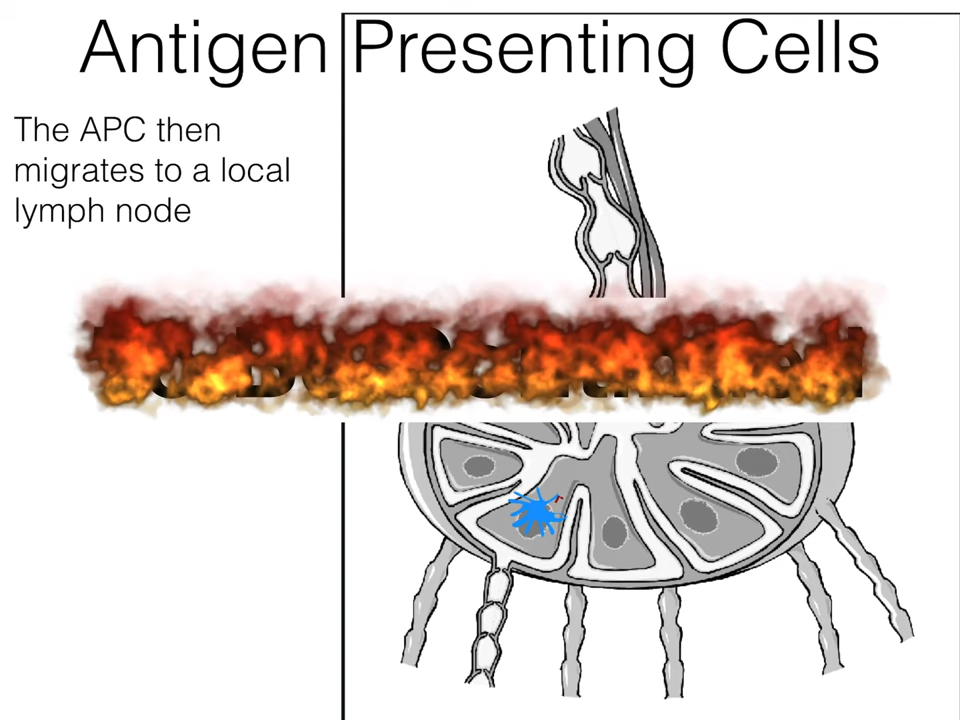 Antigen Presenting Cells
The APC then
migrates to a local
lymph node